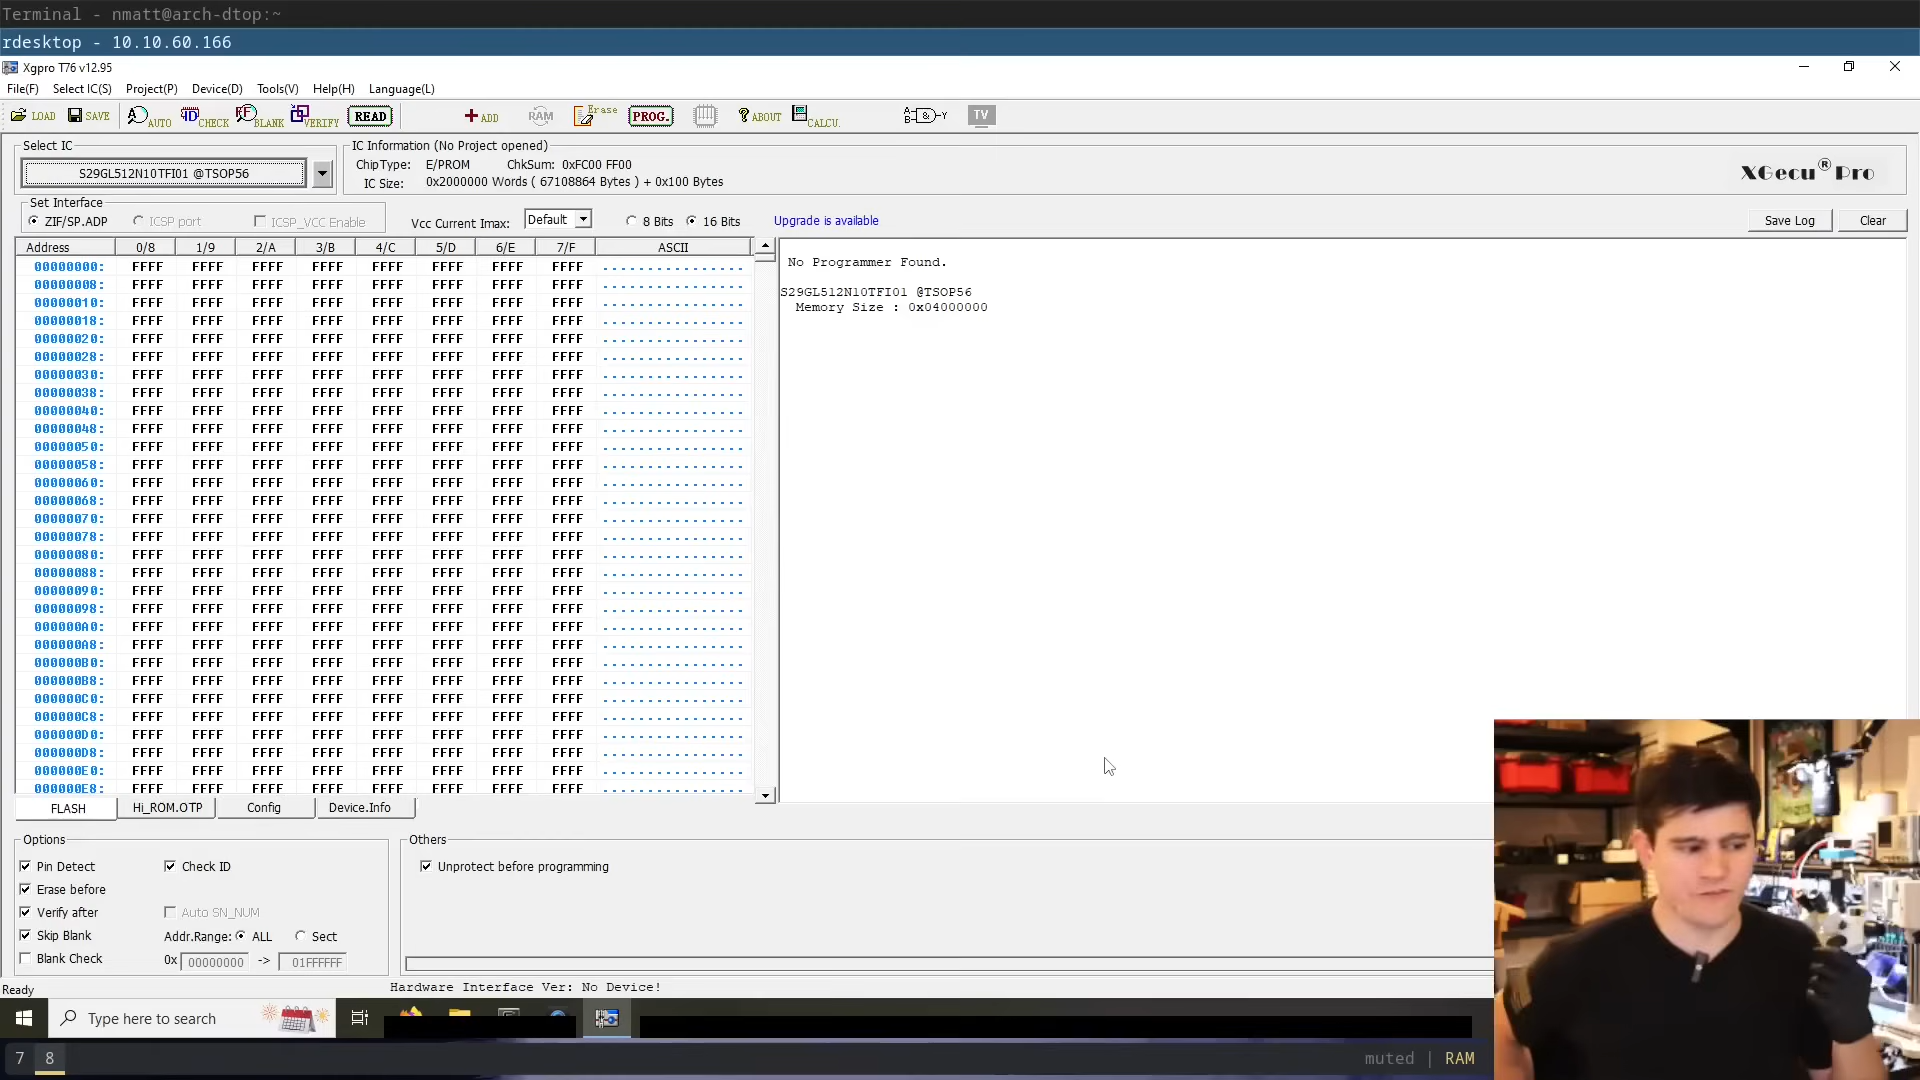 Terminal - nmatt@arch-dtop:~
rdesktop - 10.10.60.166
Xgpro T76 v12.95
File(F) Select IC(S) Project(P) Device(D) Tools(V) Help(H) Language(L)
LOAD SAVE AUTO CHECK BLANK VERIFY READ ADD RAM Erase PROG. ABOUT CALCU. A B & Y TV
Select IC
IC Information (No Project opened)
S29GL512N10TFI01 @TSOP56
ChipType: E/PROM ChkSum: 0xFC00 FF00
IC Size: 0x2000000 Words ( 67108864 Bytes ) + 0x100 Bytes
XGecu® Pro
Set Interface
ZIF/SP.ADP ICSP port ICSP_VCC Enable Vcc Current Imax: Default 8 Bits 16 Bits Upgrade is available Save Log Clear
Address 0/8 1/9 2/A 3/B 4/C 5/D 6/E 7/F ASCII
00000000: FFFF FFFF FFFF FFFF FFFF FFFF FFFF FFFF ................
00000008: FFFF FFFF FFFF FFFF FFFF FFFF FFFF FFFF ................
00000010: FFFF FFFF FFFF FFFF FFFF FFFF FFFF FFFF ................
00000018: FFFF FFFF FFFF FFFF FFFF FFFF FFFF FFFF ................
00000020: FFFF FFFF FFFF FFFF FFFF FFFF FFFF FFFF ................
00000028: FFFF FFFF FFFF FFFF FFFF FFFF FFFF FFFF ................
00000030: FFFF FFFF FFFF FFFF FFFF FFFF FFFF FFFF ................
00000038: FFFF FFFF FFFF FFFF FFFF FFFF FFFF FFFF ................
00000040: FFFF FFFF FFFF FFFF FFFF FFFF FFFF FFFF ................
00000048: FFFF FFFF FFFF FFFF FFFF FFFF FFFF FFFF ................
00000050: FFFF FFFF FFFF FFFF FFFF FFFF FFFF FFFF ................
00000058: FFFF FFFF FFFF FFFF FFFF FFFF FFFF FFFF ................
00000060: FFFF FFFF FFFF FFFF FFFF FFFF FFFF FFFF ................
00000068: FFFF FFFF FFFF FFFF FFFF FFFF FFFF FFFF ................
00000070: FFFF FFFF FFFF FFFF FFFF FFFF FFFF FFFF ................
00000078: FFFF FFFF FFFF FFFF FFFF FFFF FFFF FFFF ................
00000080: FFFF FFFF FFFF FFFF FFFF FFFF FFFF FFFF ................
00000088: FFFF FFFF FFFF FFFF FFFF FFFF FFFF FFFF ................
00000090: FFFF FFFF FFFF FFFF FFFF FFFF FFFF FFFF ................
00000098: FFFF FFFF FFFF FFFF FFFF FFFF FFFF FFFF ................
000000A0: FFFF FFFF FFFF FFFF FFFF FFFF FFFF FFFF ................
000000A8: FFFF FFFF FFFF FFFF FFFF FFFF FFFF FFFF ................
000000B0: FFFF FFFF FFFF FFFF FFFF FFFF FFFF FFFF ................
000000B8: FFFF FFFF FFFF FFFF FFFF FFFF FFFF FFFF ................
000000C0: FFFF FFFF FFFF FFFF FFFF FFFF FFFF FFFF ................
000000C8: FFFF FFFF FFFF FFFF FFFF FFFF FFFF FFFF ................
000000D0: FFFF FFFF FFFF FFFF FFFF FFFF FFFF FFFF ................
000000D8: FFFF FFFF FFFF FFFF FFFF FFFF FFFF FFFF ................
000000E0: FFFF FFFF FFFF FFFF FFFF FFFF FFFF FFFF ................
000000E8: FFFF FFFF FFFF FFFF FFFF FFFF FFFF FFFF ................
No Programmer Found.
S29GL512N10TFI01 @TSOP56
Memory Size : 0x04000000
FLASH Hi_ROM.OTP Config Device.Info
Options
Others
Pin Detect Check ID
Unprotect before programming
Erase before
Verify after Auto SN_NUM
Skip Blank Addr.Range: ALL Sect
Blank Check 0x 00000000 -> 01FFFFFF
Ready
Hardware Interface Ver: No Device!
Type here to search
7 8
muted | RAM